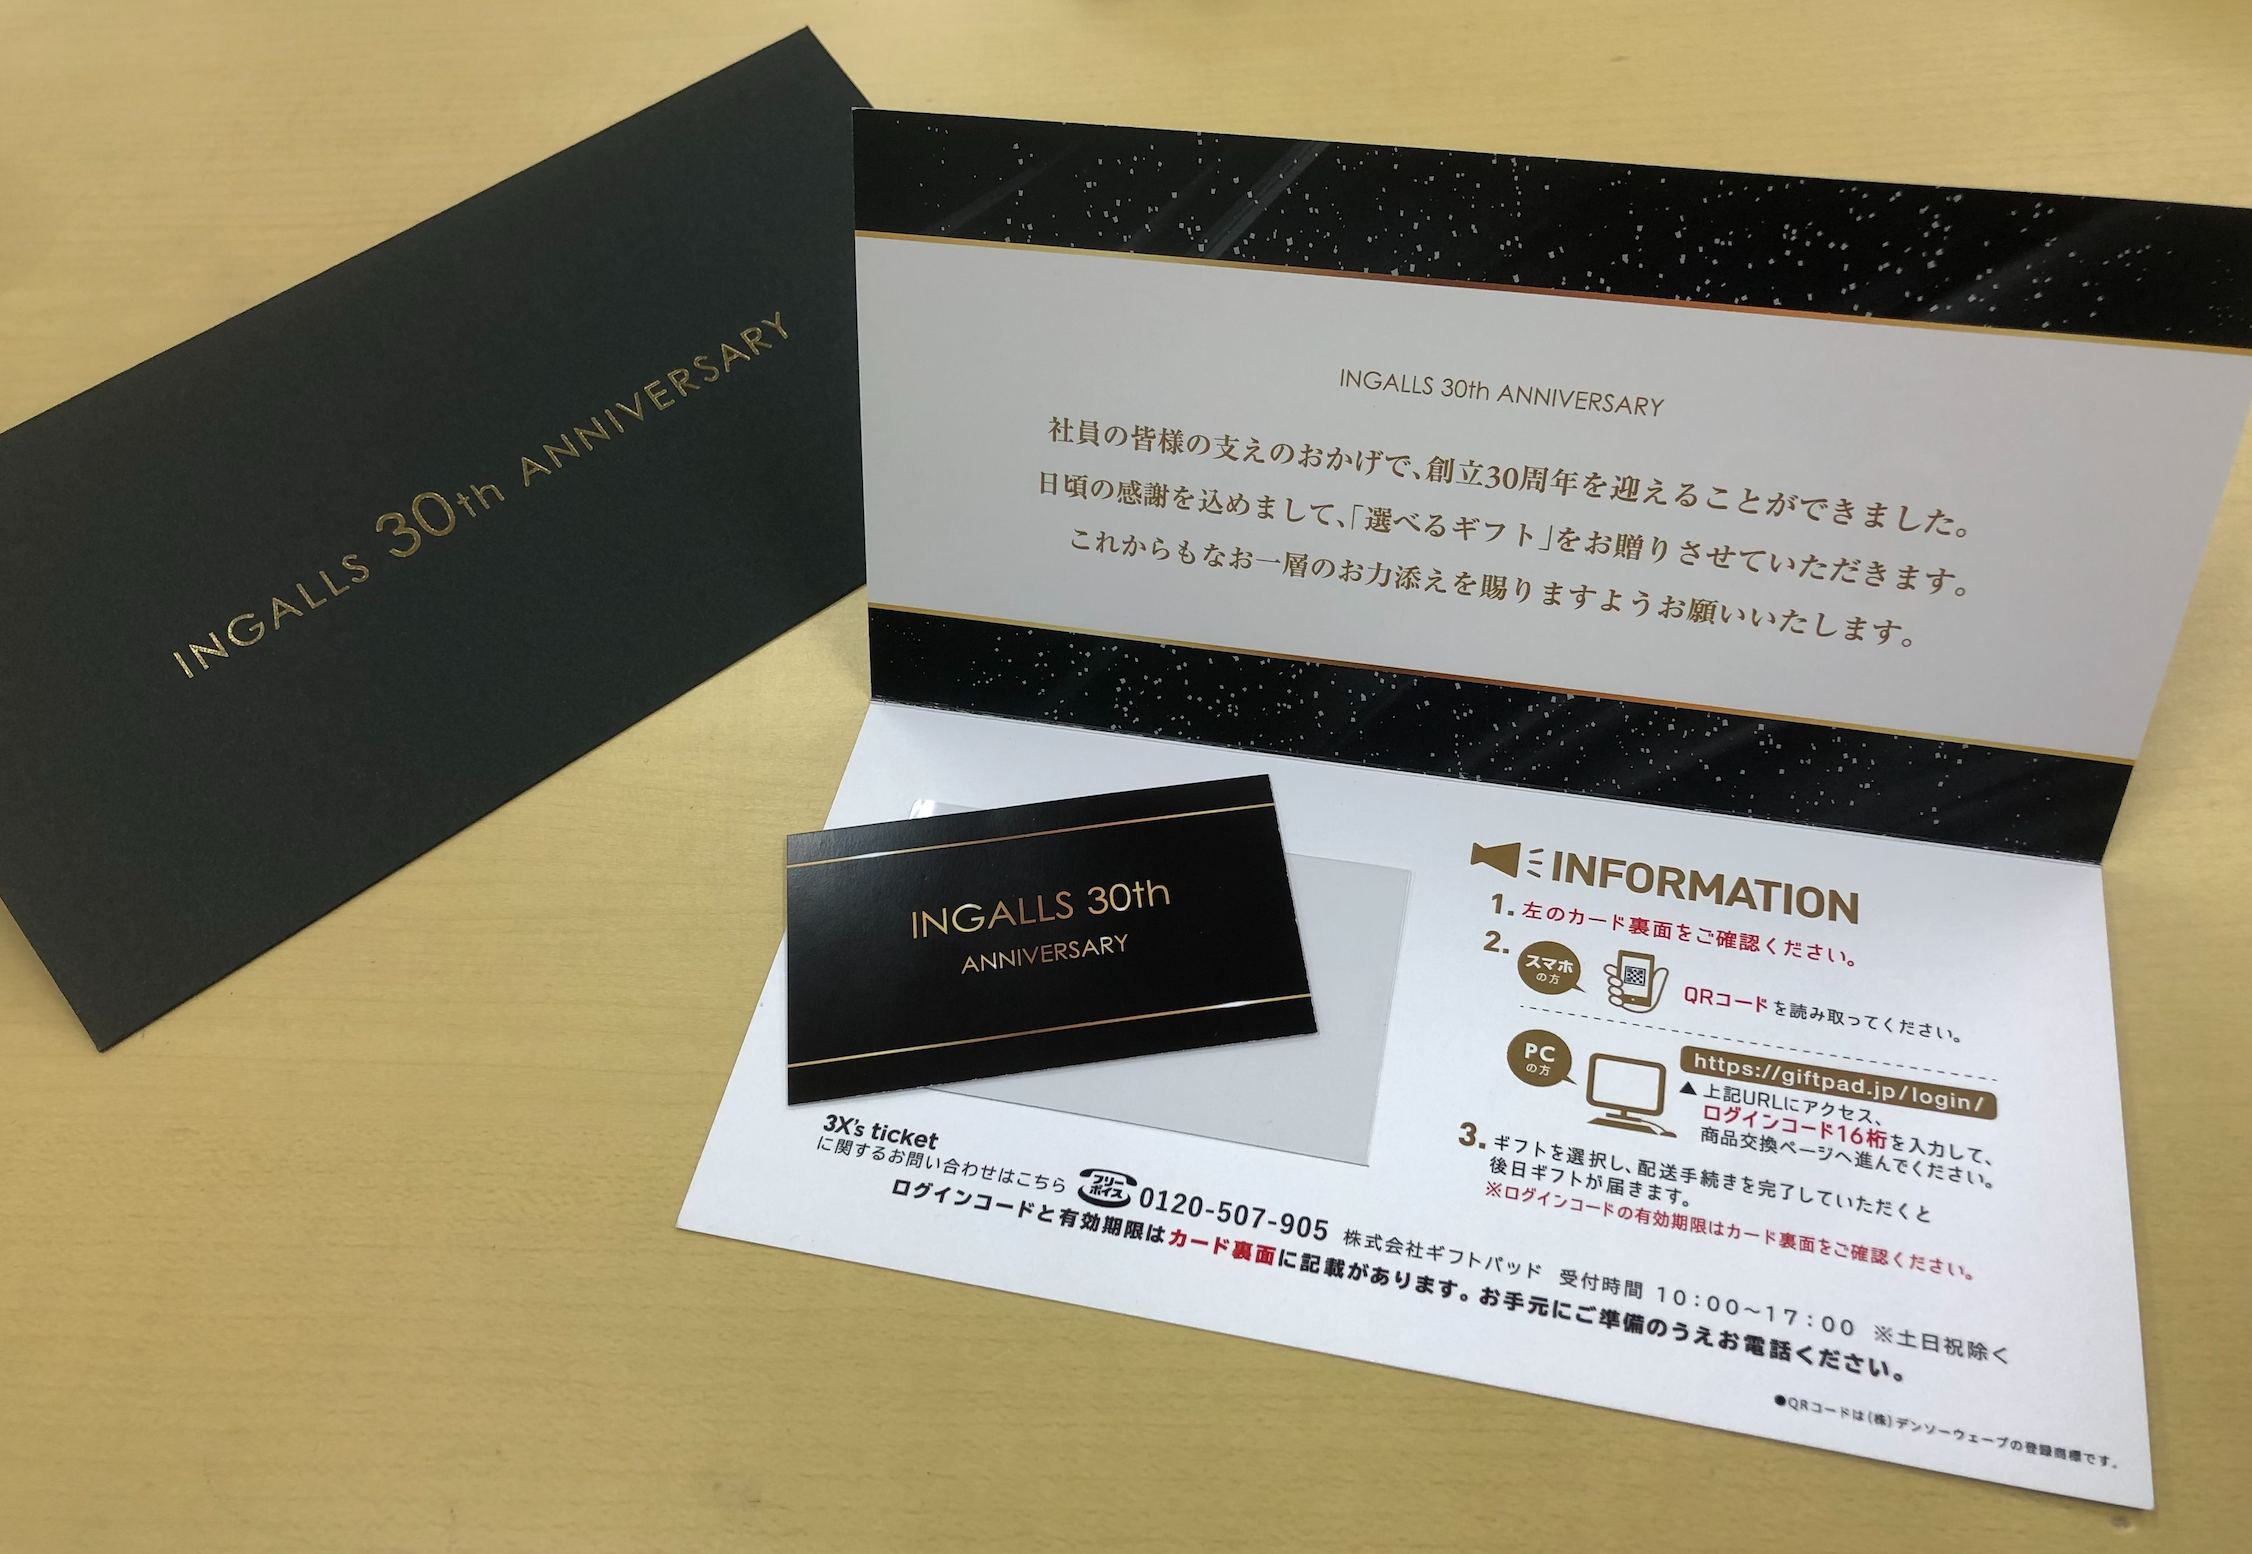 INGALLS 30th ANNIVERSARY
INGALLS 30th ANNIVERSARY
社員の皆様の支えのおかげで、創立30周年を迎えることができました。
日頃の感謝を込めまして、「選べるギフト」をお贈りさせていただきます。
これからもなお一層のお力添えを賜りますようお願いいたします。
INGALLS 30th
ANNIVERSARY
INFORMATION
1. 左のカード裏面をご確認ください。
2. スマホ
の方
QRコードを読み取ってください。
PC
の方
https://giftpad.jp/login/
▲上記URLにアクセス、
ログインコード16桁を入力して、
商品交換ページへ進んでください。
3. ギフトを選択し、配送手続きを完了していただくと
後日ギフトが届きます。
※ログインコードの有効期限はカード裏面をご確認ください。
3X's ticket
に関するお問い合わせはこちら フリーボイス 0120-507-905 株式会社ギフトパッド 受付時間 10:00〜17:00 ※土日祝除く
ログインコードと有効期限はカード裏面に記載があります。お手元にご準備のうえお電話ください。
●QRコードは(株)デンソーウェーブの登録商標です。